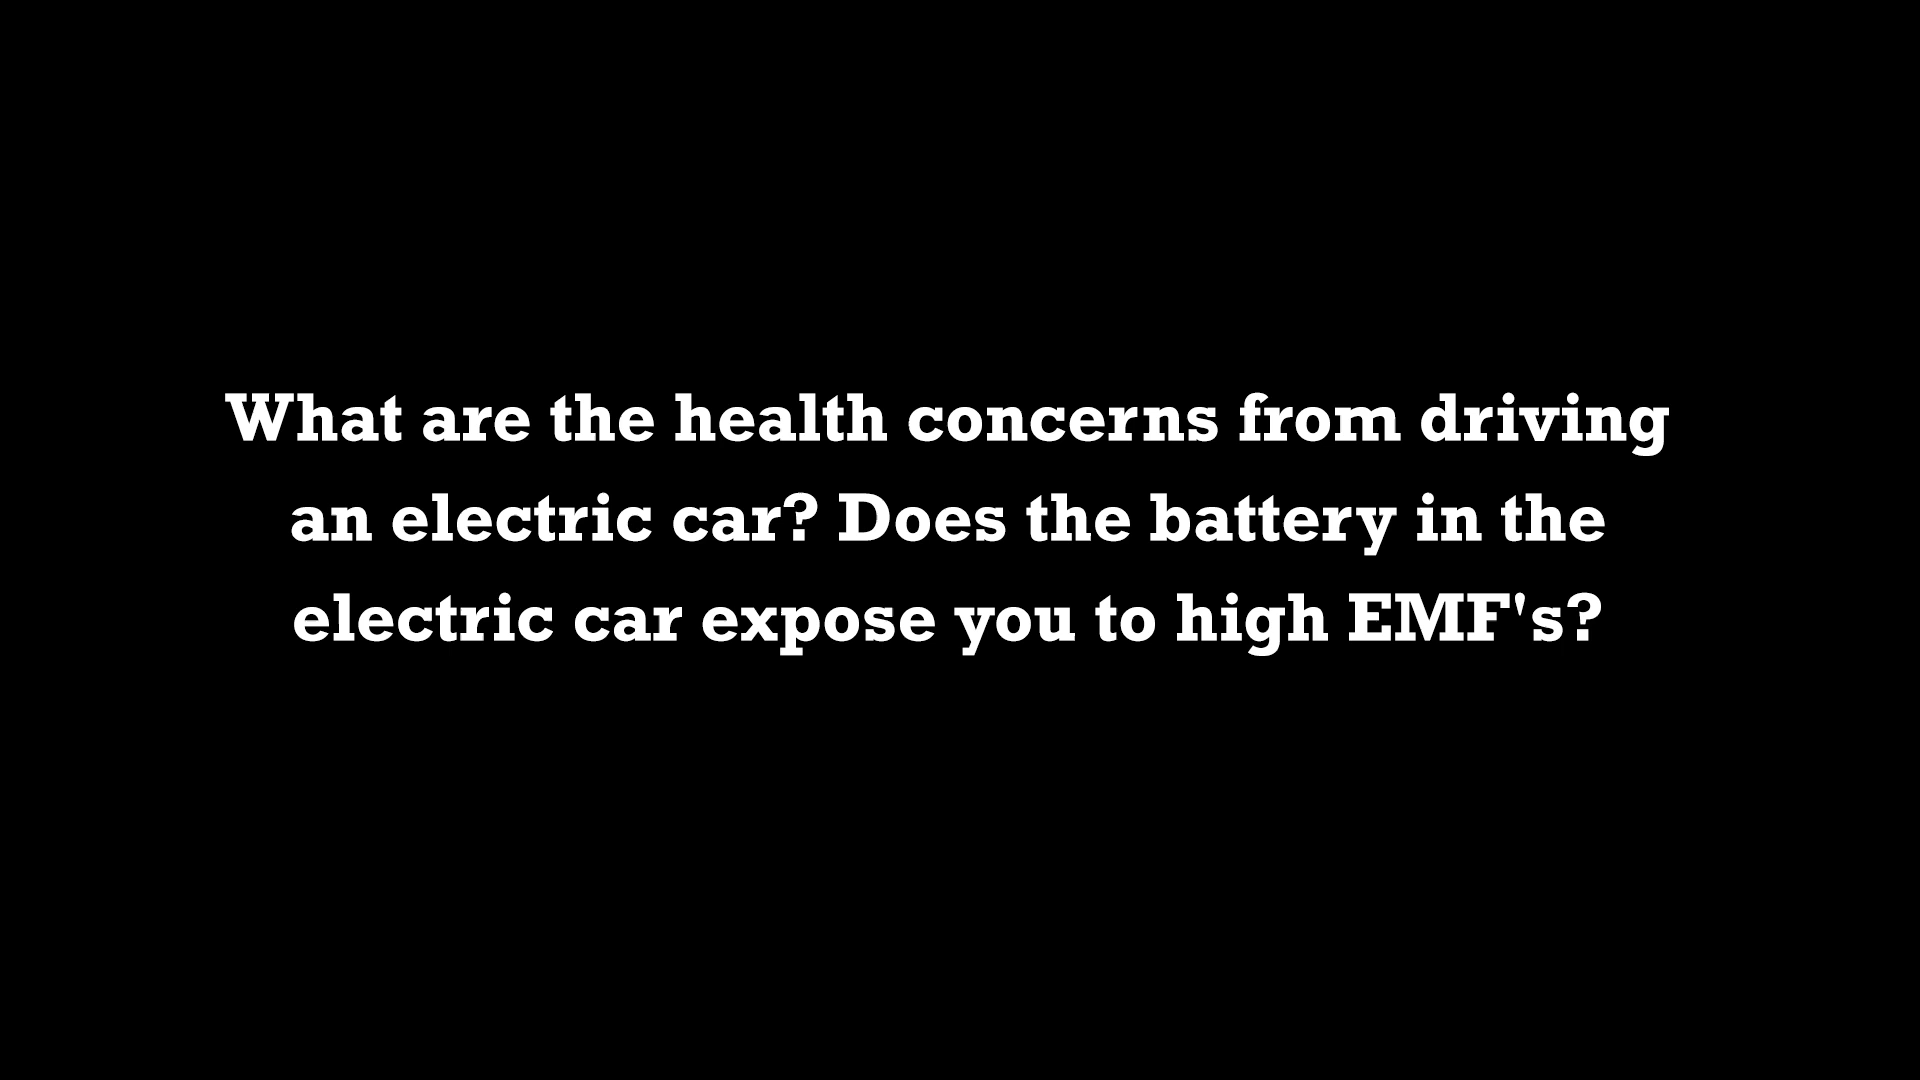 What are the health concerns from driving
an electric car? Does the battery in the
electric car expose you to high EMF's?